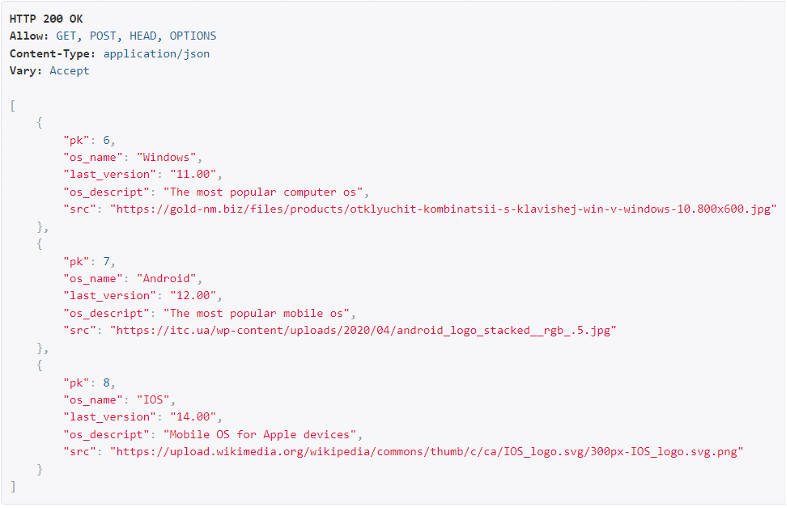 HTTP 200 OK
Allow: GET, POST, HEAD, OPTIONS
Content-Type: application/json
Vary: Accept
[
{
"pk": 6,
"os_name": "Windows",
"last_version": "11.00",
"os_descript": "The most popular computer os",
"src": "https://gold-nm.biz/files/products/otklyuchit-kombinatsii-s-klavishej-win-v-windows-10.800x600.jpg"
},
{
"pk": 7,
"os_name": "Android",
"last_version": "12.00",
"os_descript": "The most popular mobile os",
"src": "https://itc.ua/wp-content/uploads/2020/04/android_logo_stacked__rgb_.5.jpg"
},
{
"pk": 8,
"os_name": "IOS",
"last_version": "14.00",
"os_descript": "Mobile OS for Apple devices",
"src": "https://upload.wikimedia.org/wikipedia/commons/thumb/c/ca/IOS_logo.svg/300px-IOS_logo.svg.png"
}
]